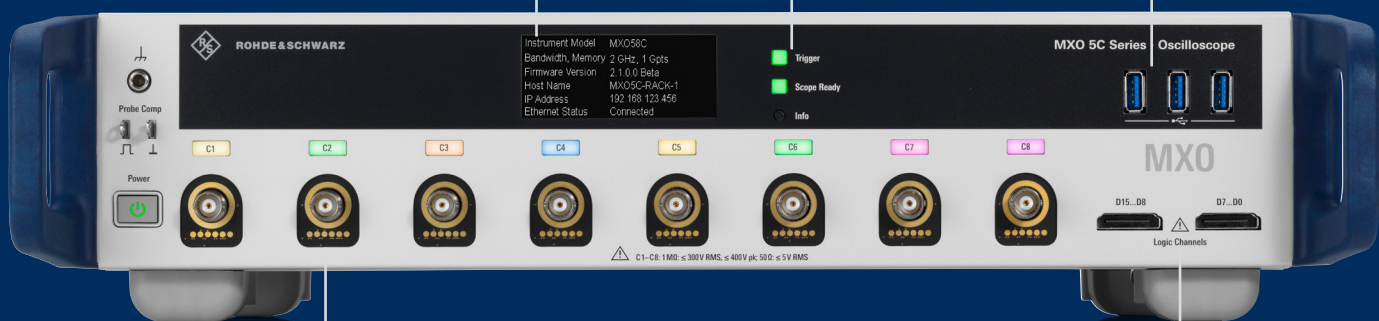 R&S
ROHDE&SCHWARZ
Instrument Model MXO58C
Bandwidth, Memory 2 GHz, 1 Gpts
Firmware Version 2.1.0.0 Beta
Host Name MXO5C-RACK-1
IP Address 192.168.123.456
Ethernet Status Connected
Trigger
Scope Ready
Info
MXO 5C Series Oscilloscope
Probe Comp
Power
C1 C2 C3 C4 C5 C6 C7 C8
MXO
D15...D8 D7...D0
Logic Channels
C1–C8: 1 MΩ: ≤ 300 V RMS, ≤ 400 V pk; 50 Ω: ≤ 5 V RMS